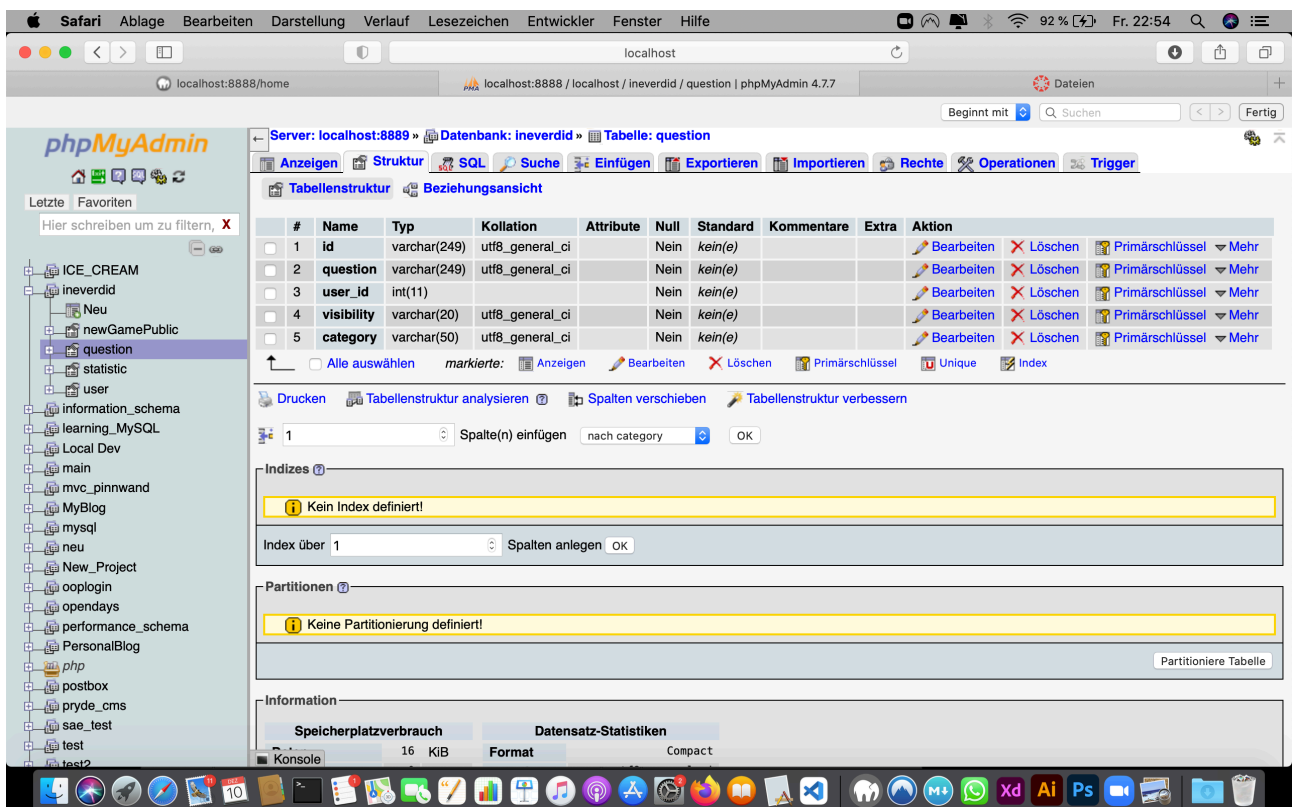 Safari Ablage Bearbeiten Darstellung Verlauf Lesezeichen Entwickler Fenster Hilfe 92 % Fr. 22:54
localhost
localhost:8888/home localhost:8888 / localhost / ineverdid / question | phpMyAdmin 4.7.7 Dateien
Beginnt mit Suchen Fertig
phpMyAdmin
Letzte Favoriten
Hier schreiben um zu filtern, X
ICE_CREAM
ineverdid
Neu
newGamePublic
question
statistic
user
information_schema
learning_MySQL
Local Dev
main
mvc_pinnwand
MyBlog
mysql
neu
New_Project
ooplogin
opendays
performance_schema
PersonalBlog
php
postbox
pryde_cms
sae_test
test
test2
Server: localhost:8889 » Datenbank: ineverdid » Tabelle: question
Anzeigen Struktur SQL Suche Einfügen Exportieren Importieren Rechte Operationen Trigger
Tabellenstruktur Beziehungsansicht
# Name Typ Kollation Attribute Null Standard Kommentare Extra Aktion
1 id varchar(249) utf8_general_ci Nein kein(e) Bearbeiten Löschen Primärschlüssel Mehr
2 question varchar(249) utf8_general_ci Nein kein(e) Bearbeiten Löschen Primärschlüssel Mehr
3 user_id int(11) Nein kein(e) Bearbeiten Löschen Primärschlüssel Mehr
4 visibility varchar(20) utf8_general_ci Nein kein(e) Bearbeiten Löschen Primärschlüssel Mehr
5 category varchar(50) utf8_general_ci Nein kein(e) Bearbeiten Löschen Primärschlüssel Mehr
Alle auswählen markierte: Anzeigen Bearbeiten Löschen Primärschlüssel Unique Index
Drucken Tabellenstruktur analysieren Spalten verschieben Tabellenstruktur verbessern
1 Spalte(n) einfügen nach category OK
Indizes
Kein Index definiert!
Index über 1 Spalten anlegen OK
Partitionen
Keine Partitionierung definiert!
Partitioniere Tabelle
Information
Speicherplatzverbrauch Datensatz-Statistiken
16 KiB Format Compact
Konsole
10
Xd Ai Ps